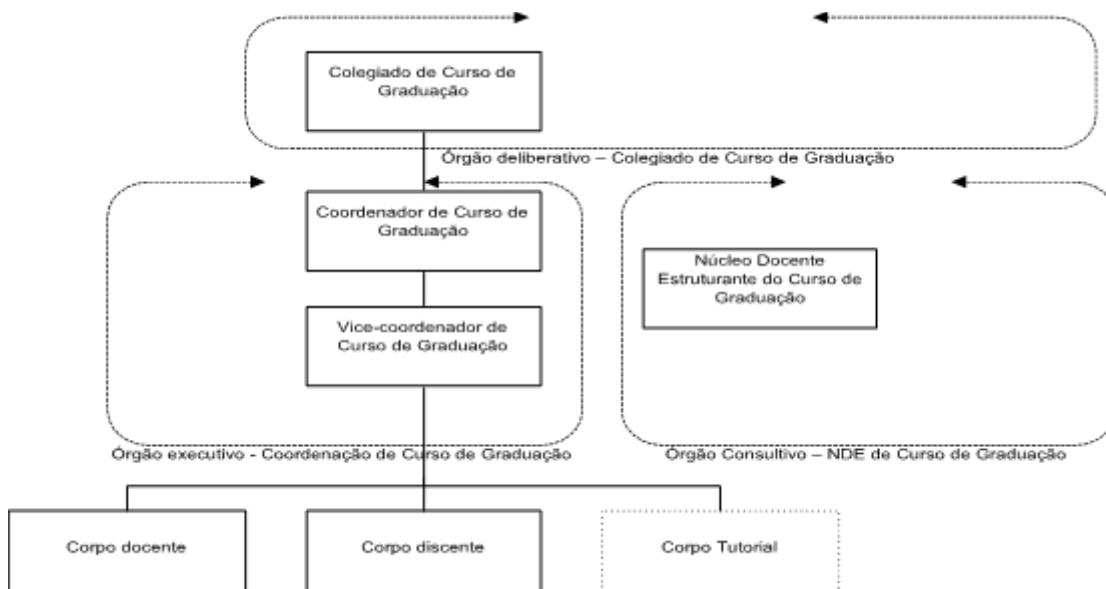 Colegiado de Curso de
Graduação
Órgão deliberativo – Colegiado de Curso de Graduação
Coordenador de Curso de
Graduação
Núcleo Docente
Estruturante do Curso de
Graduação
Vice-coordenador de
Curso de Graduação
Órgão executivo - Coordenação de Curso de Graduação
Órgão Consultivo – NDE de Curso de Graduação
Corpo docente
Corpo discente
Corpo Tutorial